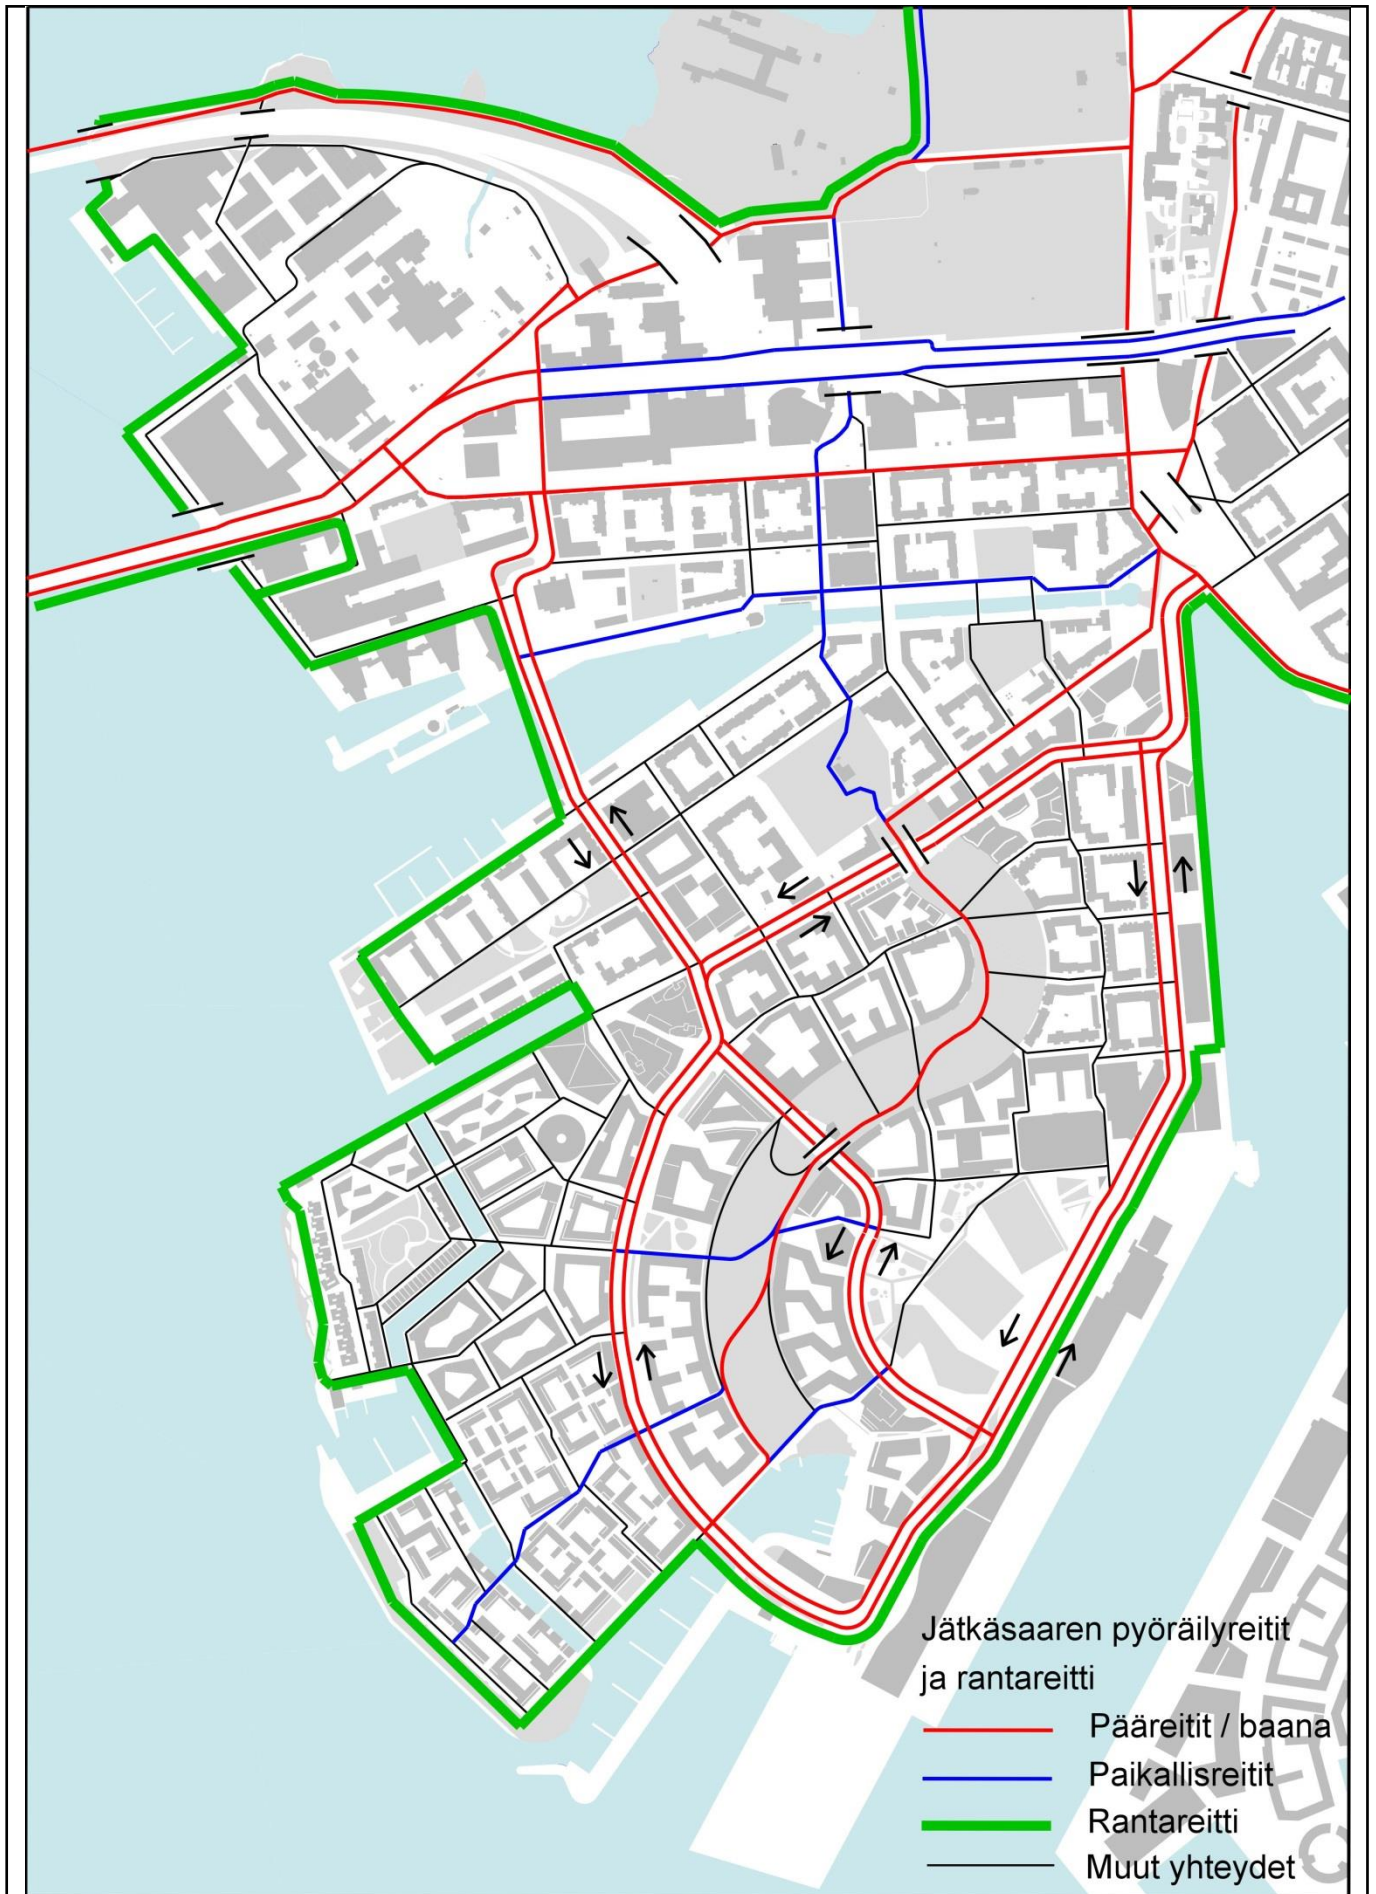 Jätkäsaaren pyöräilyreitit
ja rantareitti
Pääreitit / baana
Paikallisreitit
Rantareitti
Muut yhteydet